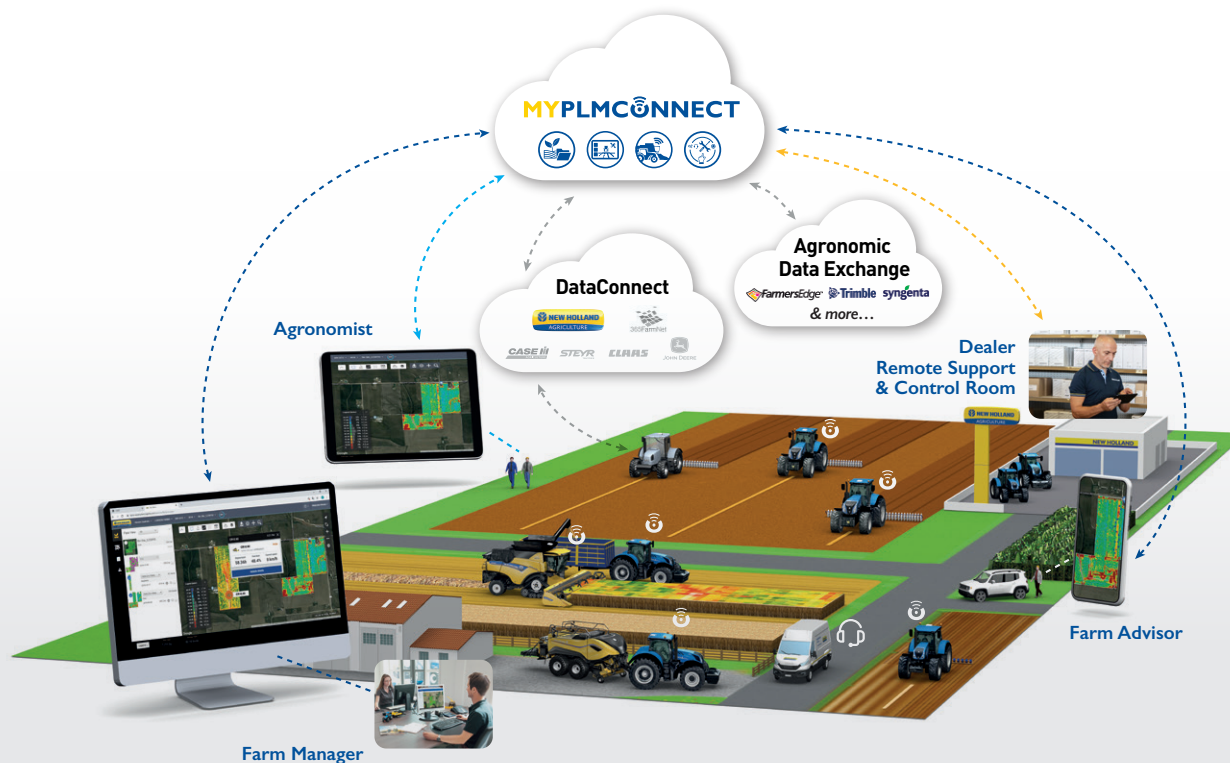 MYPLMCONNECT
Agronomic
Data Exchange
FarmersEdge
Trimble
syngenta
& more...
DataConnect
NEW HOLLAND
AGRICULTURE
365FarmNet
CASE IH
STEYR
CLAAS
JOHN DEERE
Agronomist
Dealer
Remote Support
& Control Room
NEW HOLLAND
AGRICULTURE
NEW HOLLAND
Farm Advisor
Farm Manager